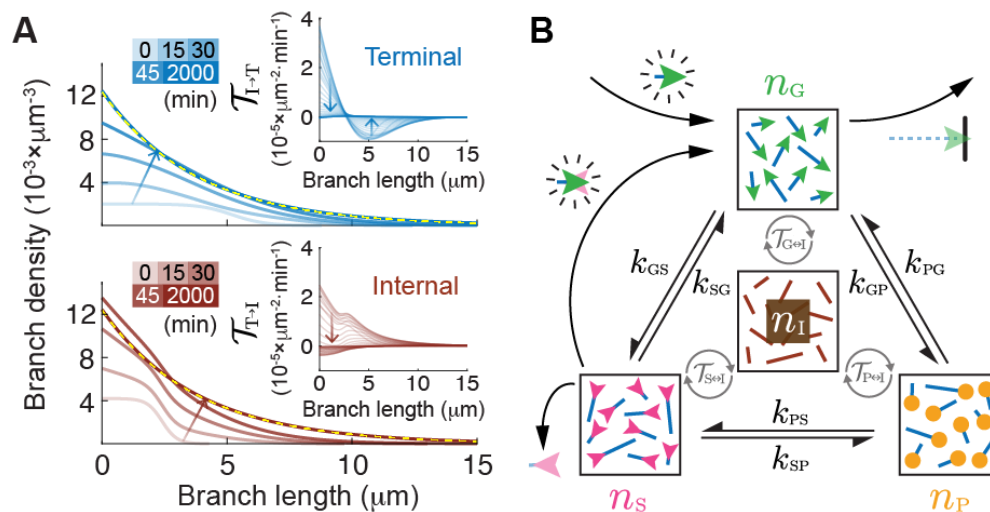 A
0 15 30
45 2000
(min)
Branch density (10⁻³×μm⁻³)
12
8
4
𝒯I→T
(10⁻⁵×μm⁻²·min⁻¹)
4
2
0
Terminal
0 5 10 15
Branch length (μm)
0 15 30
45 2000
(min)
12
8
4
𝒯T→I
(10⁻⁵×μm⁻²·min⁻¹)
4
2
0
Internal
0 5 10 15
Branch length (μm)
0 5 10 15
Branch length (μm)
B
nG
kGS
kSG
𝒯G⇔I
kPG
kGP
nI
𝒯S⇔I
𝒯P⇔I
kPS
kSP
nS
nP